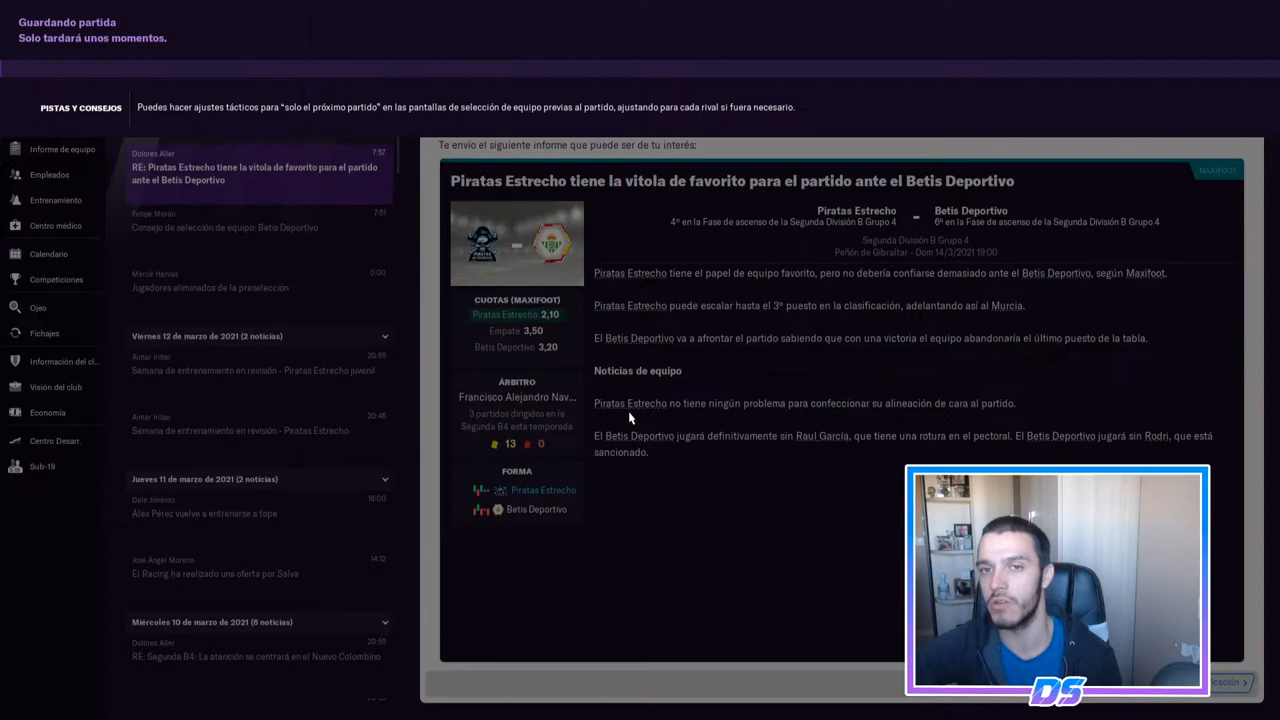 Guardando partida
Solo tardará unos momentos.
PISTAS Y CONSEJOS
Puedes hacer ajustes tácticos para "solo el próximo partido" en las pantallas de selección de equipo previas al partido, ajustando para cada rival si fuera necesario.
Informe de equipo
Empleados
Entrenamiento
Centro médico
Calendario
Competiciones
Ojeo
Fichajes
Información del cl...
Visión del club
Economía
Centro Desarr.
Sub-19
Dolores Aller 7:57
RE: Piratas Estrecho tiene la vitola de favorito para el partido
ante el Betis Deportivo
Felipe Morán 7:51
Consejo de selección de equipo: Betis Deportivo
Mercè Hervás 0:00
Jugadores eliminados de la preselección
Viernes 12 de marzo de 2021 (2 noticias)
Aimar Iribar 20:55
Semana de entrenamiento en revisión - Piratas Estrecho juvenil
Aimar Iribar 20:46
Semana de entrenamiento en revisión - Piratas Estrecho
Jueves 11 de marzo de 2021 (2 noticias)
Dele Jiménez 16:00
Álex Pérez vuelve a entrenarse a tope
José Ángel Moreno 14:12
El Racing ha realizado una oferta por Salva
Miércoles 10 de marzo de 2021 (6 noticias)
Dolores Aller 20:55
RE: Segunda B4: La atención se centrará en el Nuevo Colombino
Te envío el siguiente informe que puede ser de tu interés:
Piratas Estrecho tiene la vitola de favorito para el partido ante el Betis Deportivo
MAXIFOOT
Piratas Estrecho - Betis Deportivo
4º en la Fase de ascenso de la Segunda División B Grupo 4 6º en la Fase de ascenso de la Segunda División B Grupo 4
Segunda División B Grupo 4
Peñón de Gibraltar - Dom 14/3/2021 19:00
CUOTAS (MAXIFOOT)
Piratas Estrecho 2,10
Empate 3,50
Betis Deportivo 3,20
ÁRBITRO
Francisco Alejandro Nav...
3 partidos dirigidos en la
Segunda B4 esta temporada
13 0
FORMA
Piratas Estrecho
Betis Deportivo
Piratas Estrecho tiene el papel de equipo favorito, pero no debería confiarse demasiado ante el Betis Deportivo, según Maxifoot.
Piratas Estrecho puede escalar hasta el 3º puesto en la clasificación, adelantando así al Murcia.
El Betis Deportivo va a afrontar el partido sabiendo que con una victoria el equipo abandonaría el último puesto de la tabla.
Noticias de equipo
Piratas Estrecho no tiene ningún problema para confeccionar su alineación de cara al partido.
El Betis Deportivo jugará definitivamente sin Raul García, que tiene una rotura en el pectoral. El Betis Deportivo jugará sin Rodri, que está
sancionado.
DS